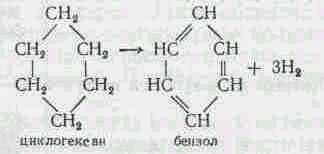 CH₂ CH
CH₂ CH₂ → HC CH
+ 3H₂
CH₂ CH₂ HC CH
CH₂ CH
циклогексан бензол